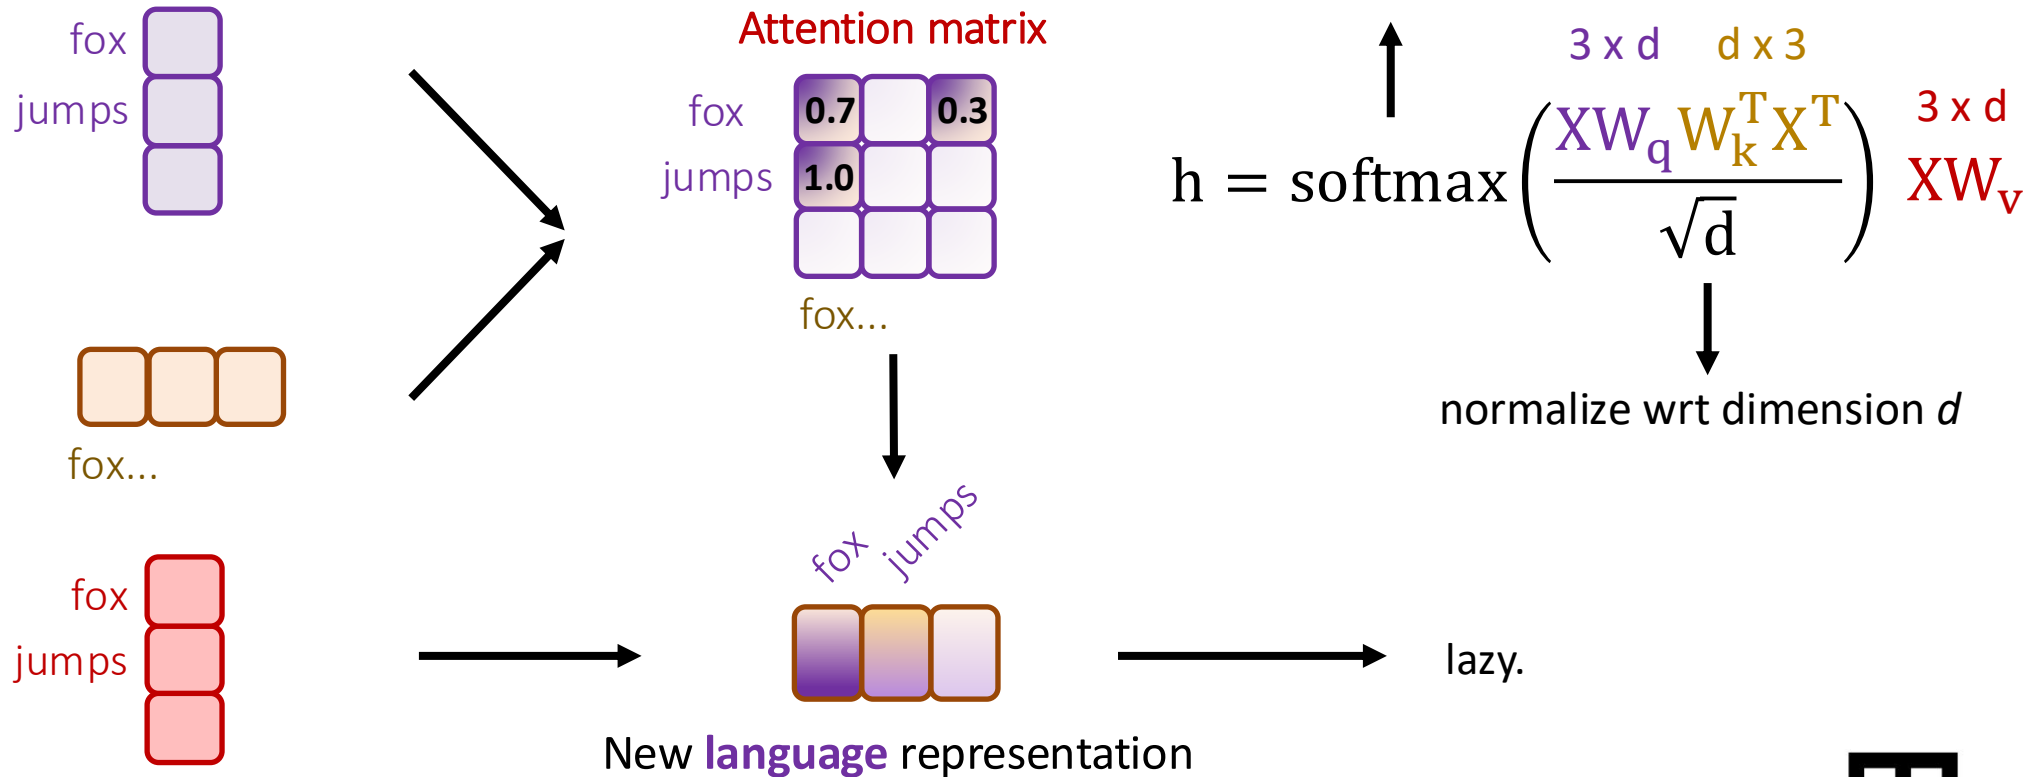 fox
jumps
fox...
fox
jumps
Attention matrix
fox
jumps
0.7
0.3
1.0
fox...
fox
jumps
New language representation
3 x d
d x 3
3 x d
h = softmax(XW_q W_k^T X^T / √d) XW_v
normalize wrt dimension d
lazy.